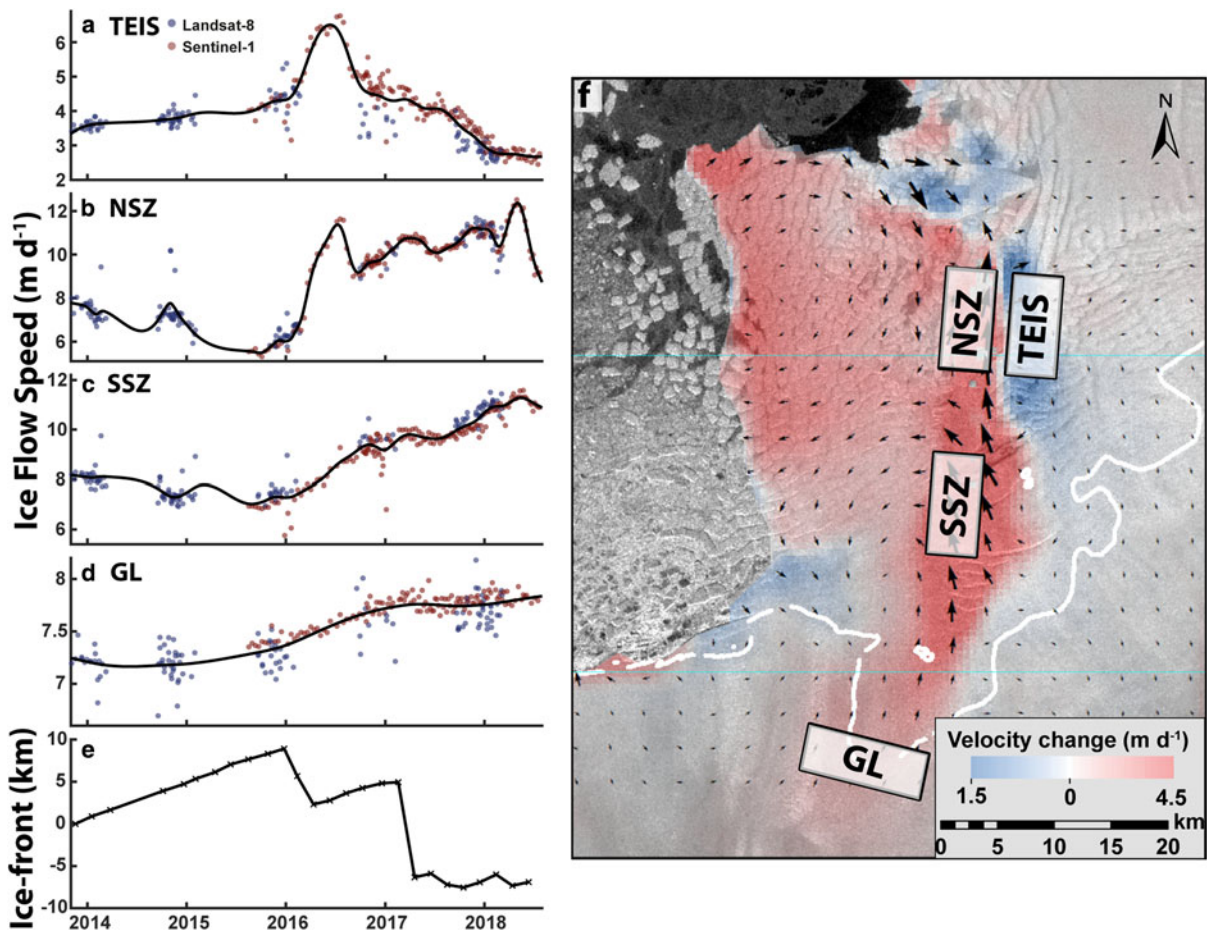 a TEIS
Landsat-8
Sentinel-1
6
5
4
3
2
b NSZ
12
10
8
6
c SSZ
12
10
8
6
d GL
8
7.5
7
e
10
5
0
-5
-10
2014 2015 2016 2017 2018
Ice Flow Speed (m d⁻¹)
Ice-front (km)
f
N
NSZ
TEIS
SSZ
GL
Velocity change (m d⁻¹)
1.5 0 4.5
km
0 5 10 15 20